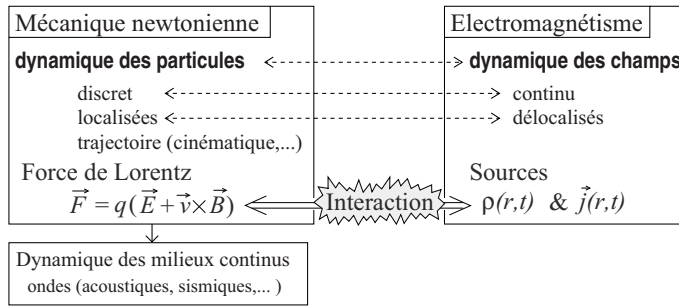 Mécanique newtonienne
dynamique des particules
discret
localisées
trajectoire (cinématique,...)
Force de Lorentz
F⃗ = q(E⃗ + v⃗ × B⃗)
Interaction
Electromagnétisme
dynamique des champs
continu
délocalisés
Sources
ρ(r,t) & j⃗(r,t)
Dynamique des milieux continus
ondes (acoustiques, sismiques,... )